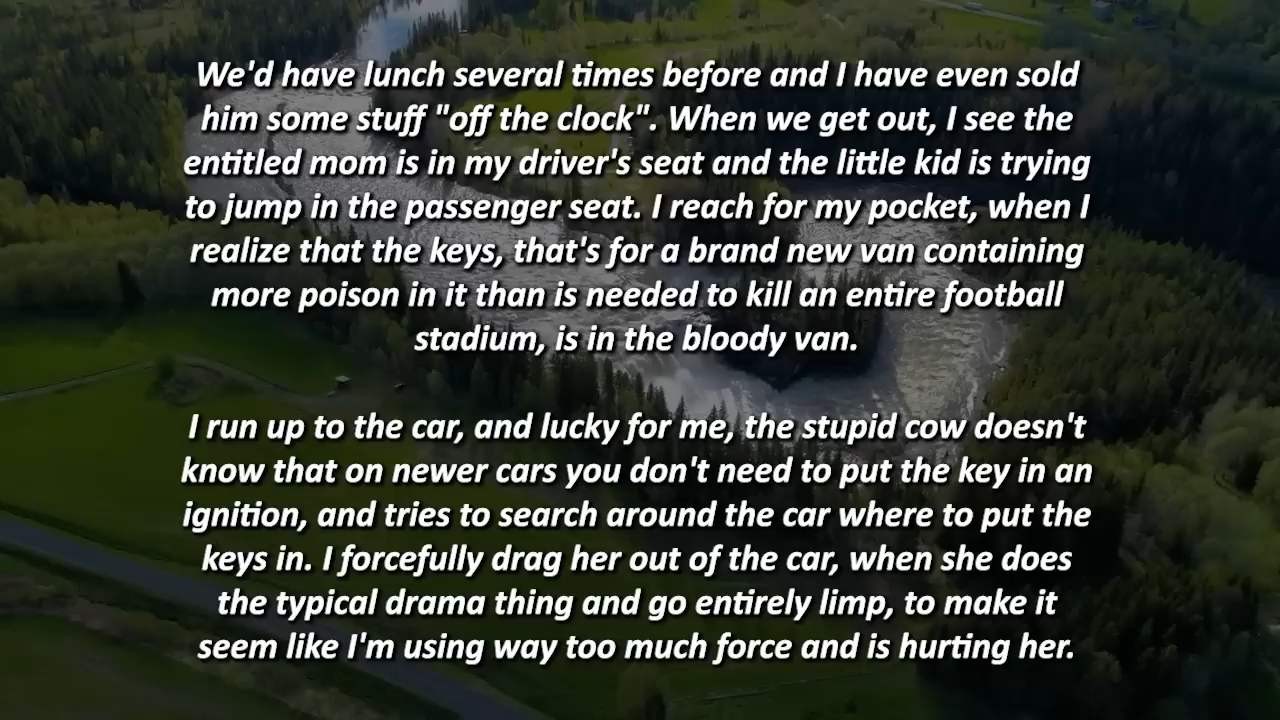 We'd have lunch several times before and I have even sold
him some stuff "off the clock". When we get out, I see the
entitled mom is in my driver's seat and the little kid is trying
to jump in the passenger seat. I reach for my pocket, when I
realize that the keys, that's for a brand new van containing
more poison in it than is needed to kill an entire football
stadium, is in the bloody van.
I run up to the car, and lucky for me, the stupid cow doesn't
know that on newer cars you don't need to put the key in an
ignition, and tries to search around the car where to put the
keys in. I forcefully drag her out of the car, when she does
the typical drama thing and go entirely limp, to make it
seem like I'm using way too much force and is hurting her.